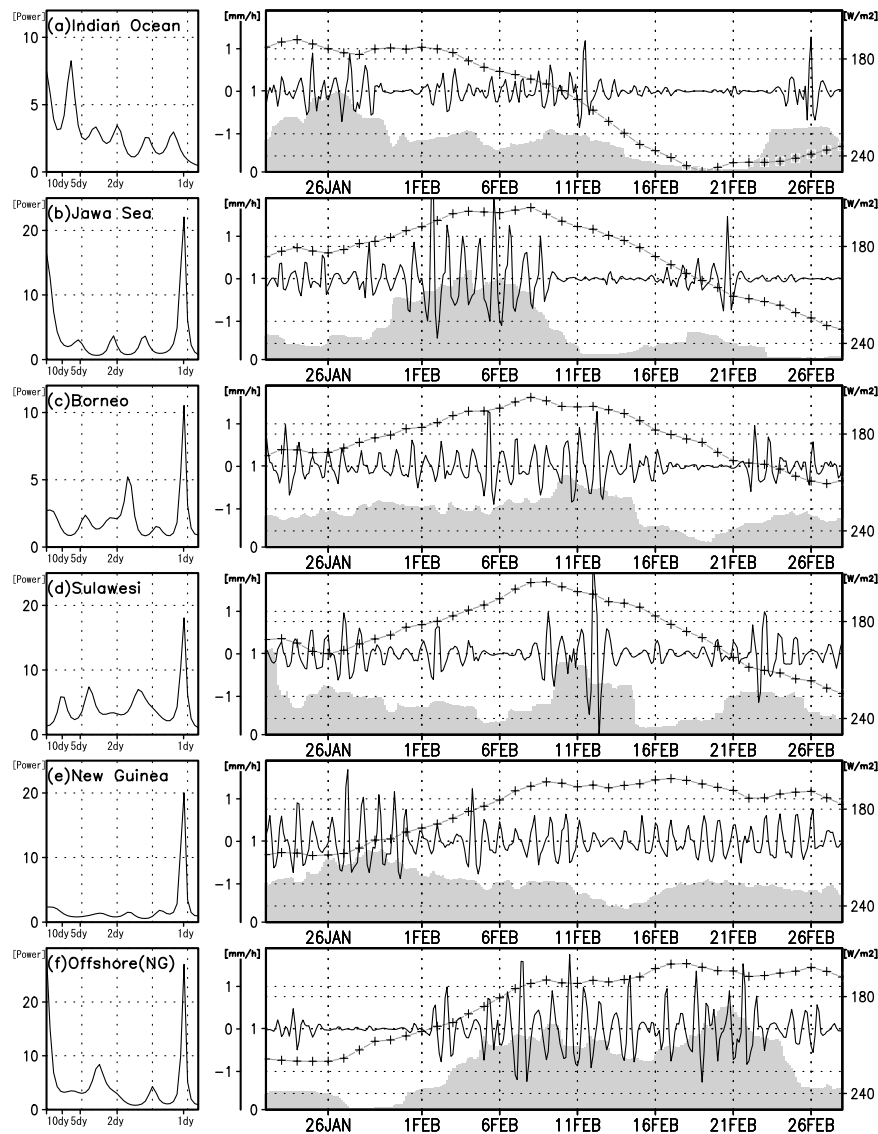 [Power] [mm/h] [W/m2]
(a)Indian Ocean
10
5
0
10dy 5dy 2dy 1dy
1
0 1
-1
0
180
240
26JAN 1FEB 6FEB 11FEB 16FEB 21FEB 26FEB
[Power] [mm/h] [W/m2]
(b)Jawa Sea
20
10
0
10dy 5dy 2dy 1dy
1
0 1
-1
0
180
240
26JAN 1FEB 6FEB 11FEB 16FEB 21FEB 26FEB
[Power] [mm/h] [W/m2]
(c)Borneo
10
5
0
10dy 5dy 2dy 1dy
1
0 1
-1
0
180
240
26JAN 1FEB 6FEB 11FEB 16FEB 21FEB 26FEB
[Power] [mm/h] [W/m2]
(d)Sulawesi
20
10
0
10dy 5dy 2dy 1dy
1
0 1
-1
0
180
240
26JAN 1FEB 6FEB 11FEB 16FEB 21FEB 26FEB
[Power] [mm/h] [W/m2]
(e)New Guinea
20
10
0
10dy 5dy 2dy 1dy
1
0 1
-1
0
180
240
26JAN 1FEB 6FEB 11FEB 16FEB 21FEB 26FEB
[Power] [mm/h] [W/m2]
(f)Offshore(NG)
20
10
0
10dy 5dy 2dy 1dy
1
0 1
-1
0
180
240
26JAN 1FEB 6FEB 11FEB 16FEB 21FEB 26FEB